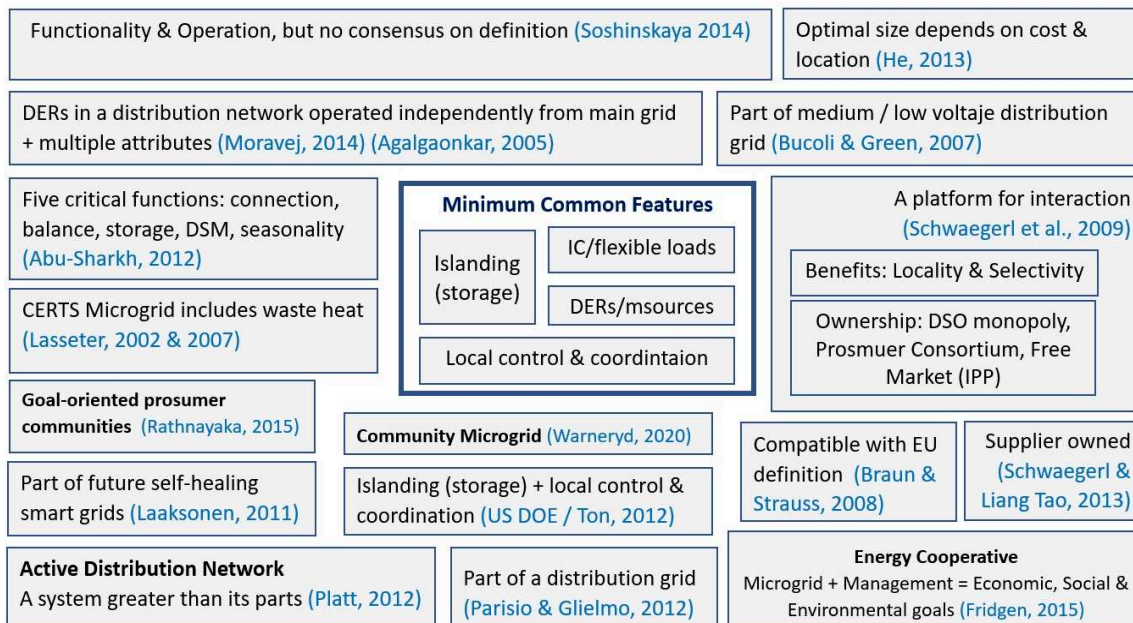 Functionality & Operation, but no consensus on definition (Soshinskaya 2014)
Optimal size depends on cost &
location (He, 2013)
DERs in a distribution network operated independently from main grid
+ multiple attributes (Moravej, 2014) (Agalgaonkar, 2005)
Part of medium / low voltaje distribution
grid (Bucoli & Green, 2007)
Five critical functions: connection,
balance, storage, DSM, seasonality
(Abu-Sharkh, 2012)
Minimum Common Features
Islanding
(storage)
IC/flexible loads
DERs/msources
Local control & coordintaion
A platform for interaction
(Schwaegerl et al., 2009)
Benefits: Locality & Selectivity
Ownership: DSO monopoly,
Prosmuer Consortium, Free
Market (IPP)
CERTS Microgrid includes waste heat
(Lasseter, 2002 & 2007)
Goal-oriented prosumer
communities (Rathnayaka, 2015)
Community Microgrid (Warneryd, 2020)
Compatible with EU
definition (Braun &
Strauss, 2008)
Supplier owned
(Schwaegerl &
Liang Tao, 2013)
Part of future self-healing
smart grids (Laaksonen, 2011)
Islanding (storage) + local control &
coordination (US DOE / Ton, 2012)
Active Distribution Network
A system greater than its parts (Platt, 2012)
Part of a distribution grid
(Parisio & Glielmo, 2012)
Energy Cooperative
Microgrid + Management = Economic, Social &
Environmental goals (Fridgen, 2015)